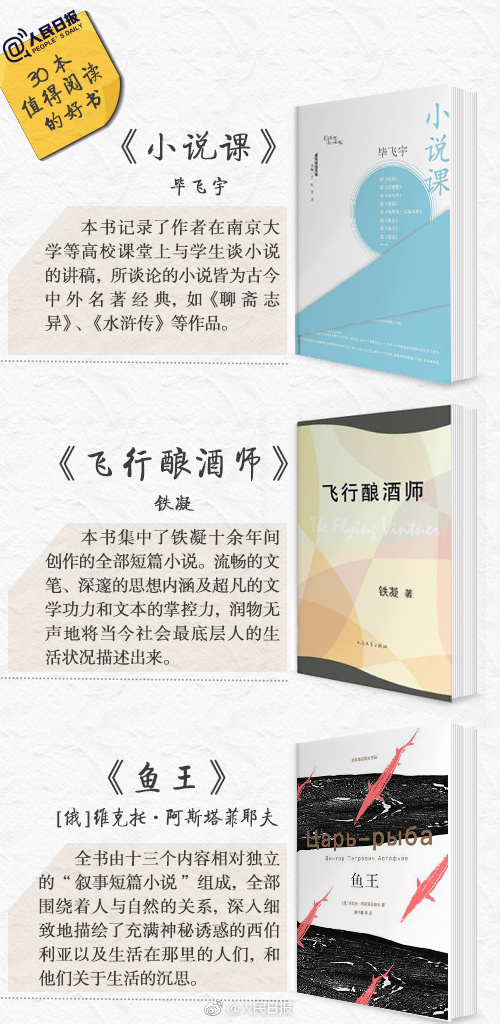 @人民日报
PEOPLE'S DAILY
30本
值得阅读
的好书
《小说课》
毕飞宇
本书记录了作者在南京大
学等高校课堂上与学生谈小说
的讲稿，所谈论的小说皆为古今
中外名著经典，如《聊斋志
异》、《水浒传》等作品。
小说课
毕飞宇
《飞行酿酒师》
铁凝
本书集中了铁凝十余年间
创作的全部短篇小说。流畅的文
笔、深邃的思想内涵及超凡的文
学功力和文本的掌控力，润物无
声地将当今社会最底层人的生
活状况描述出来。
飞行酿酒师
The Flying Vintner
铁凝 著
人民文学出版社
《鱼王》
[俄]维克托·阿斯塔菲耶夫
全书由十三个内容相对独立
的“叙事短篇小说”组成，全部
围绕着人与自然的关系，深入细
致地描绘了充满神秘诱惑的西伯
利亚以及生活在那里的人们，和
他们关于生活的沉思。
Царь-рыба
Виктор Петрович Астафьев
鱼王
@人民日报